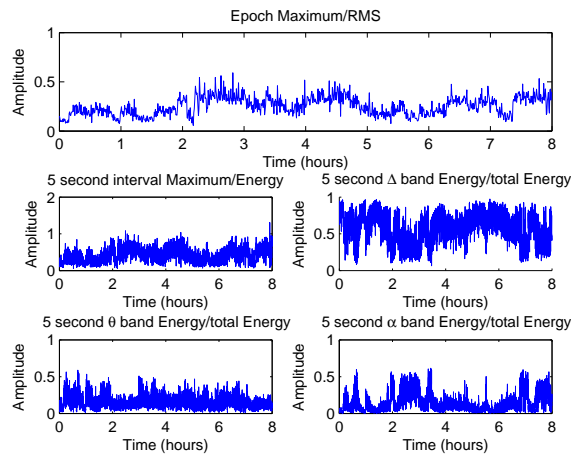 Epoch Maximum/RMS
1
0.5
0
Amplitude
0 1 2 3 4 5 6 7 8
Time (hours)
5 second interval Maximum/Energy
2
1
0
Amplitude
0 2 4 6 8
Time (hours)
5 second Δ band Energy/total Energy
1
0.5
0
Amplitude
0 2 4 6 8
Time (hours)
5 second θ band Energy/total Energy
1
0.5
0
Amplitude
0 2 4 6 8
Time (hours)
5 second α band Energy/total Energy
1
0.5
0
Amplitude
0 2 4 6 8
Time (hours)